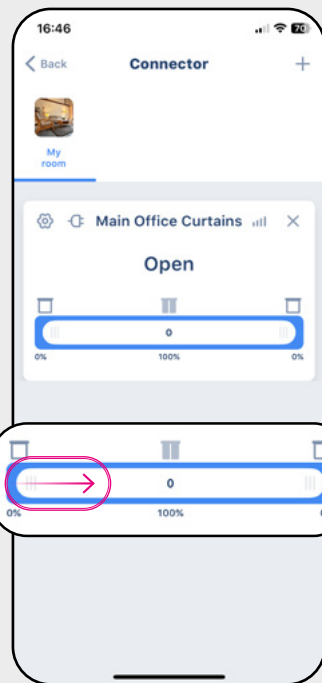 16:46
70
Back
Connector
+
My
room
Main Office Curtains
Open
0
0%
100%
0%
0
0%
100%